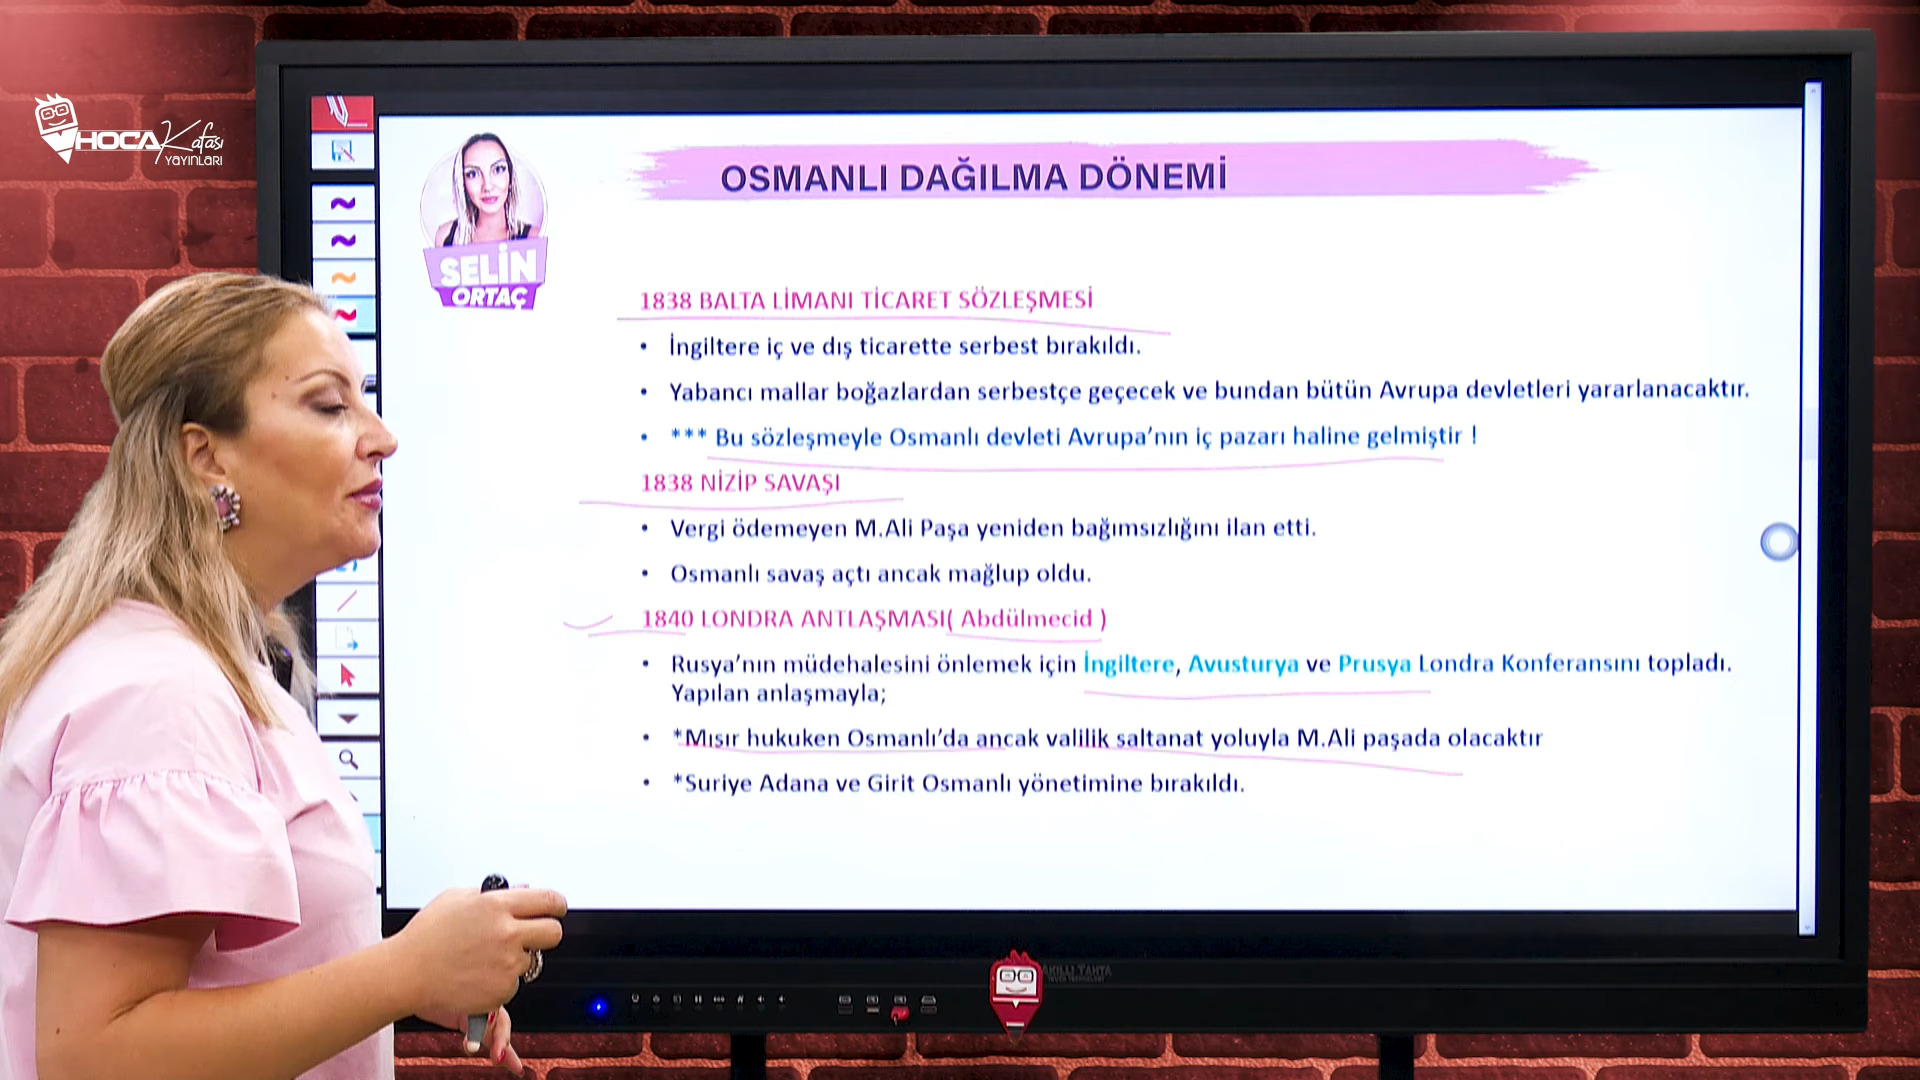 HOCA Kafası
YAYINLARI
OSMANLI DAĞILMA DÖNEMİ
SELİN
ORTAÇ
1838 BALTA LİMANI TİCARET SÖZLEŞMESİ
• İngiltere iç ve dış ticarette serbest bırakıldı.
• Yabancı mallar boğazlardan serbestçe geçecek ve bundan bütün Avrupa devletleri yararlanacaktır.
• *** Bu sözleşmeyle Osmanlı devleti Avrupa’nın iç pazarı haline gelmiştir !
1838 NİZİP SAVAŞI
• Vergi ödemeyen M.Ali Paşa yeniden bağımsızlığını ilan etti.
• Osmanlı savaş açtı ancak mağlup oldu.
1840 LONDRA ANTLAŞMASI( Abdülmecid )
• Rusya’nın müdehalesini önlemek için İngiltere, Avusturya ve Prusya Londra Konferansını topladı.
Yapılan anlaşmayla;
• *Mısır hukuken Osmanlı’da ancak valilik saltanat yoluyla M.Ali paşada olacaktır
• *Suriye Adana ve Girit Osmanlı yönetimine bırakıldı.
AKILLI TAHTA